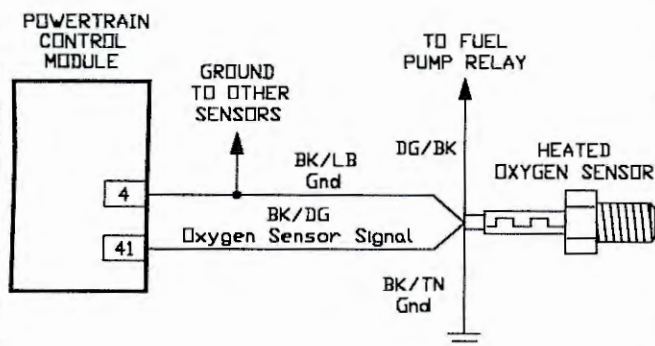 POWERTRAIN
CONTROL
MODULE
GROUND
TO OTHER
SENSORS
TO FUEL
PUMP RELAY
HEATED
OXYGEN SENSOR
DG/BK
BK/LB
Gnd
4
BK/DG
Oxygen Sensor Signal
41
BK/TN
Gnd